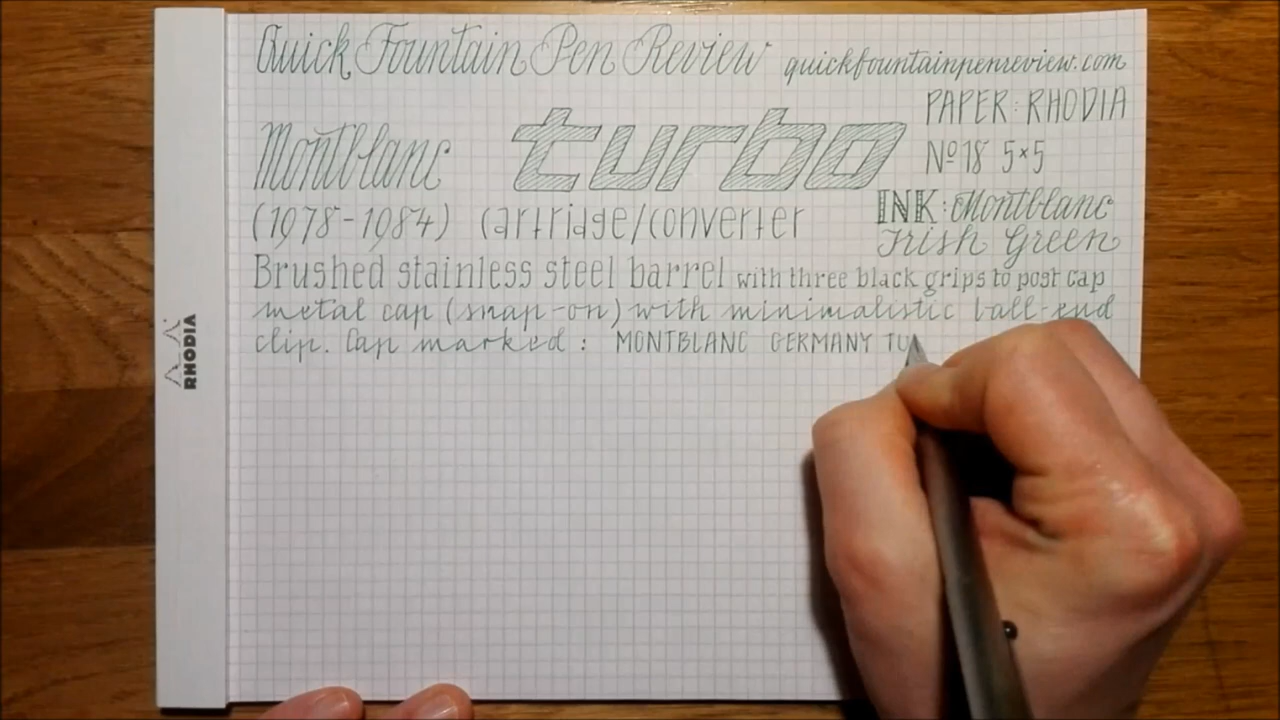 Quick Fountain Pen Review quickfountainpenreview.com
PAPER: RHODIA
Montblanc turbo Nº18 5×5
INK: Montblanc
(1978-1984) Cartridge/converter Irish Green
Brushed stainless steel barrel with three black grips to post cap
metal cap (snap-on) with minimalistic ball-end
clip. Cap marked: MONTBLANC GERMANY TU
RHODIA